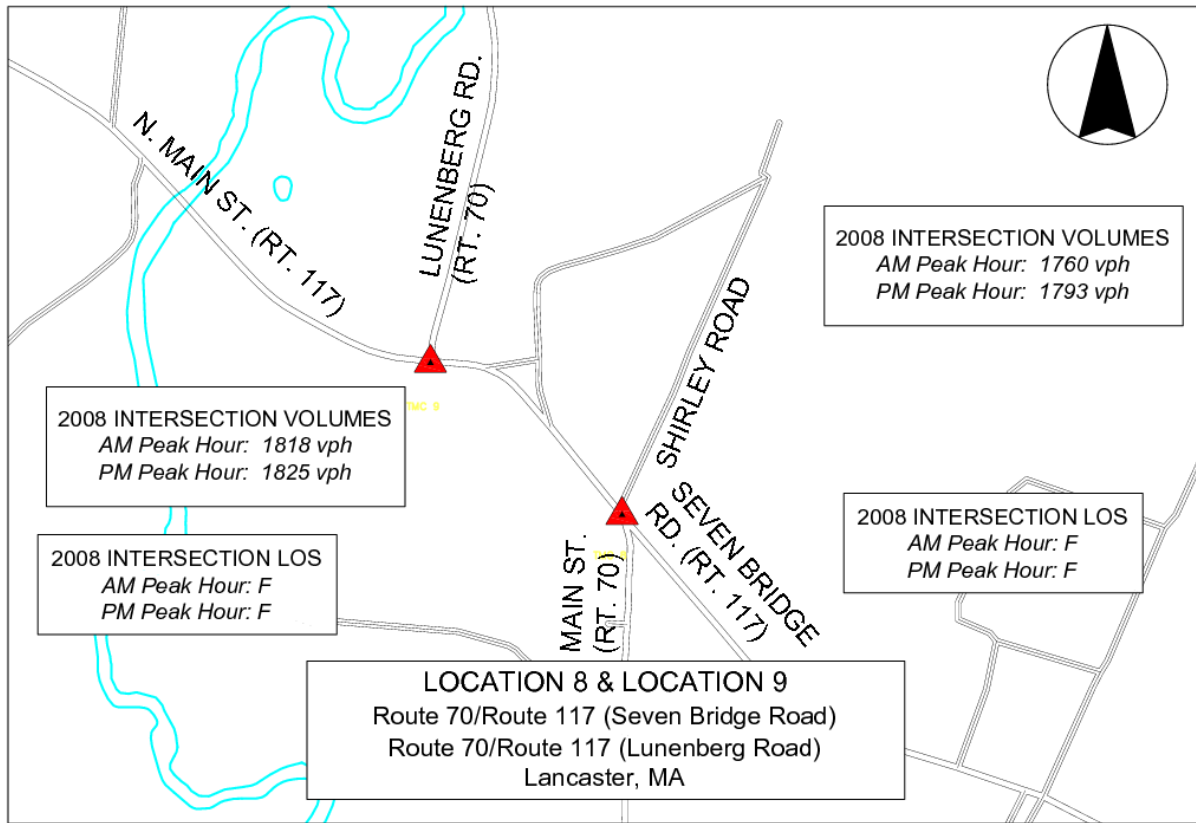 N. MAIN ST. (RT. 117)
LUNENBERG RD.
(RT. 70)
2008 INTERSECTION VOLUMES
AM Peak Hour: 1760 vph
PM Peak Hour: 1793 vph
SHIRLEY ROAD
2008 INTERSECTION VOLUMES
AM Peak Hour: 1818 vph
PM Peak Hour: 1825 vph
TMC 9
SEVEN BRIDGE
RD. (RT. 117)
2008 INTERSECTION LOS
AM Peak Hour: F
PM Peak Hour: F
2008 INTERSECTION LOS
AM Peak Hour: F
PM Peak Hour: F
MAIN ST.
(RT. 70)
LOCATION 8 & LOCATION 9
Route 70/Route 117 (Seven Bridge Road)
Route 70/Route 117 (Lunenberg Road)
Lancaster, MA